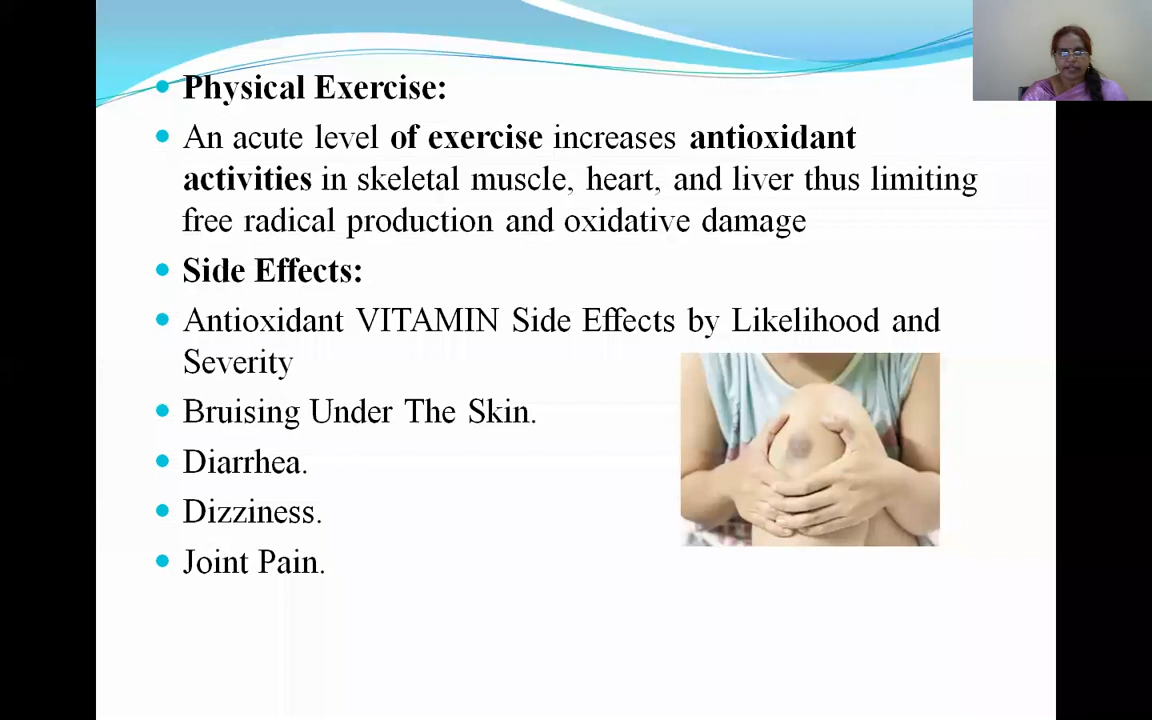 Physical Exercise:
An acute level of exercise increases antioxidant
activities in skeletal muscle, heart, and liver thus limiting
free radical production and oxidative damage
Side Effects:
Antioxidant VITAMIN Side Effects by Likelihood and
Severity
Bruising Under The Skin.
Diarrhea.
Dizziness.
Joint Pain.